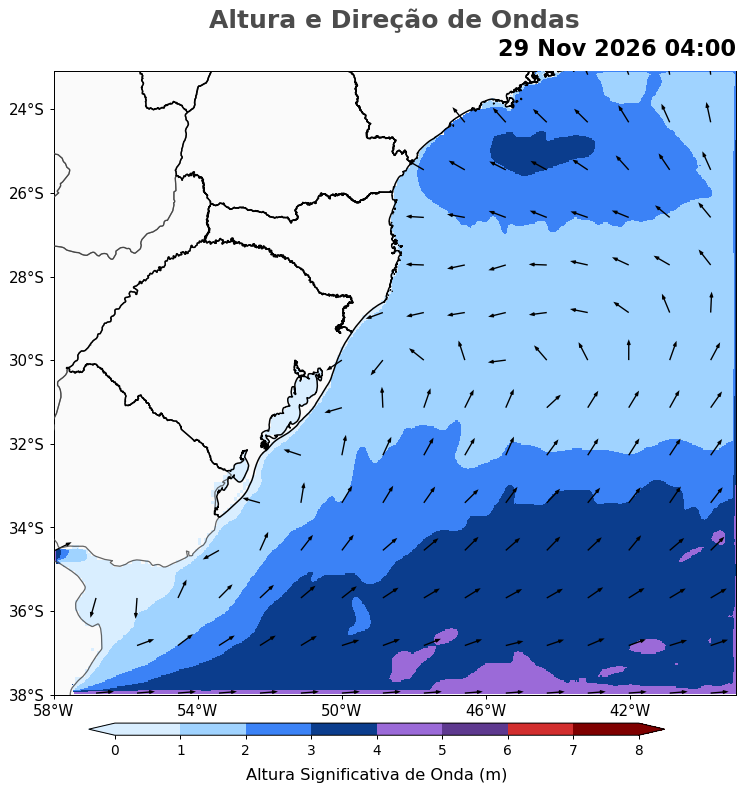 Altura e Direção de Ondas
29 Nov 2026 04:00
24°S
26°S
28°S
30°S
32°S
34°S
36°S
38°S
58°W 54°W 50°W 46°W 42°W
0 1 2 3 4 5 6 7 8
Altura Significativa de Onda (m)